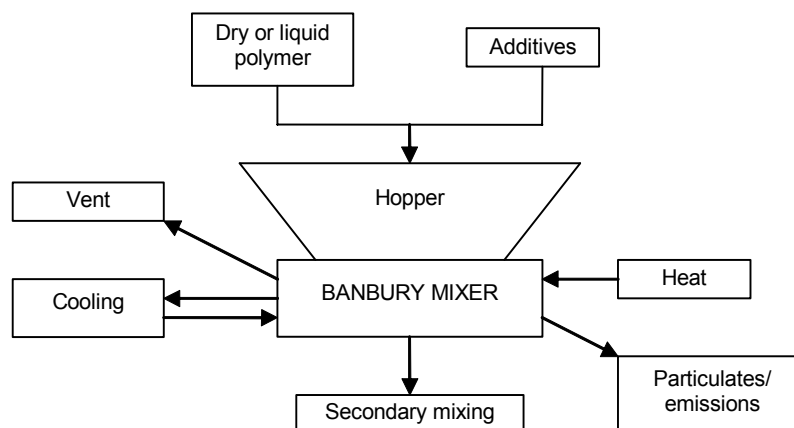 Dry or liquid
polymer
Additives
Hopper
Vent
BANBURY MIXER
Heat
Cooling
Particulates/
emissions
Secondary mixing